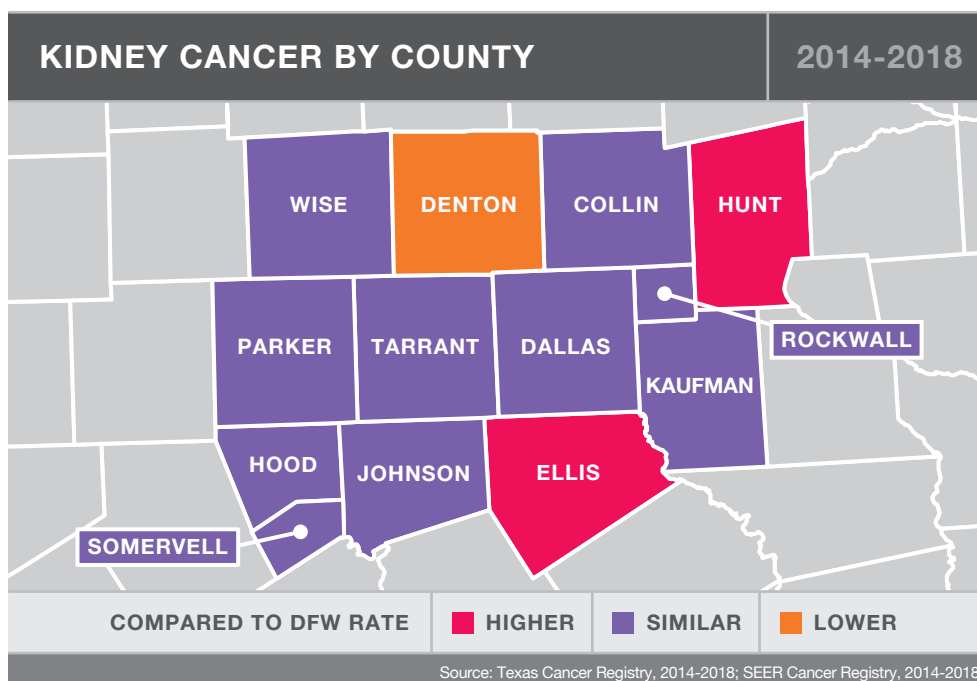 KIDNEY CANCER BY COUNTY
2014-2018
WISE
DENTON
COLLIN
HUNT
PARKER
TARRANT
DALLAS
ROCKWALL
KAUFMAN
HOOD
JOHNSON
ELLIS
SOMERVELL
COMPARED TO DFW RATE
HIGHER
SIMILAR
LOWER
Source: Texas Cancer Registry, 2014-2018; SEER Cancer Registry, 2014-2018